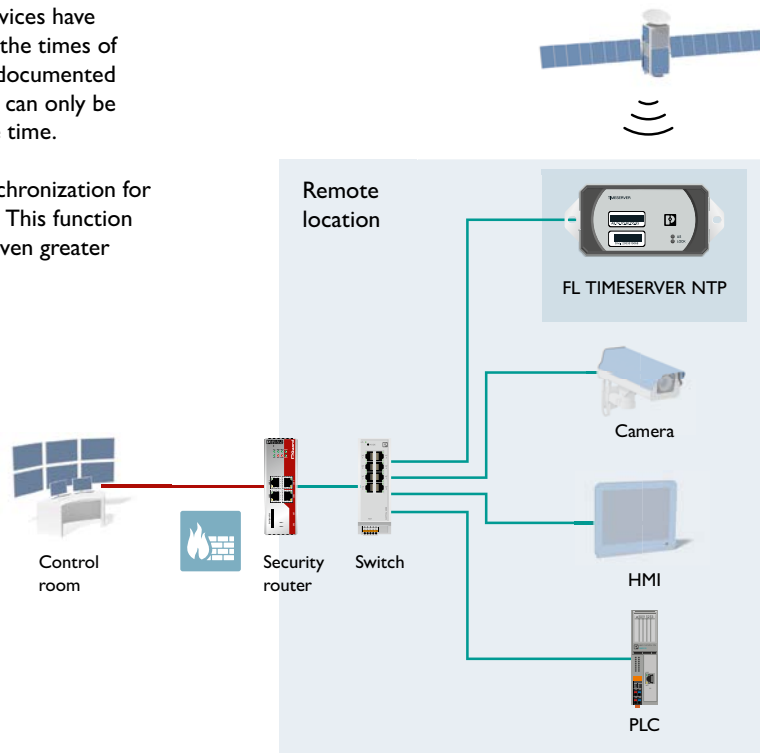 vices have
the times of
documented
can only be
time.
chronization for
This function
ven greater
Remote
location
TIMESERVER
FL TIMESERVER NTP
Camera
Control
room
Security
router
Switch
HMI
PLC